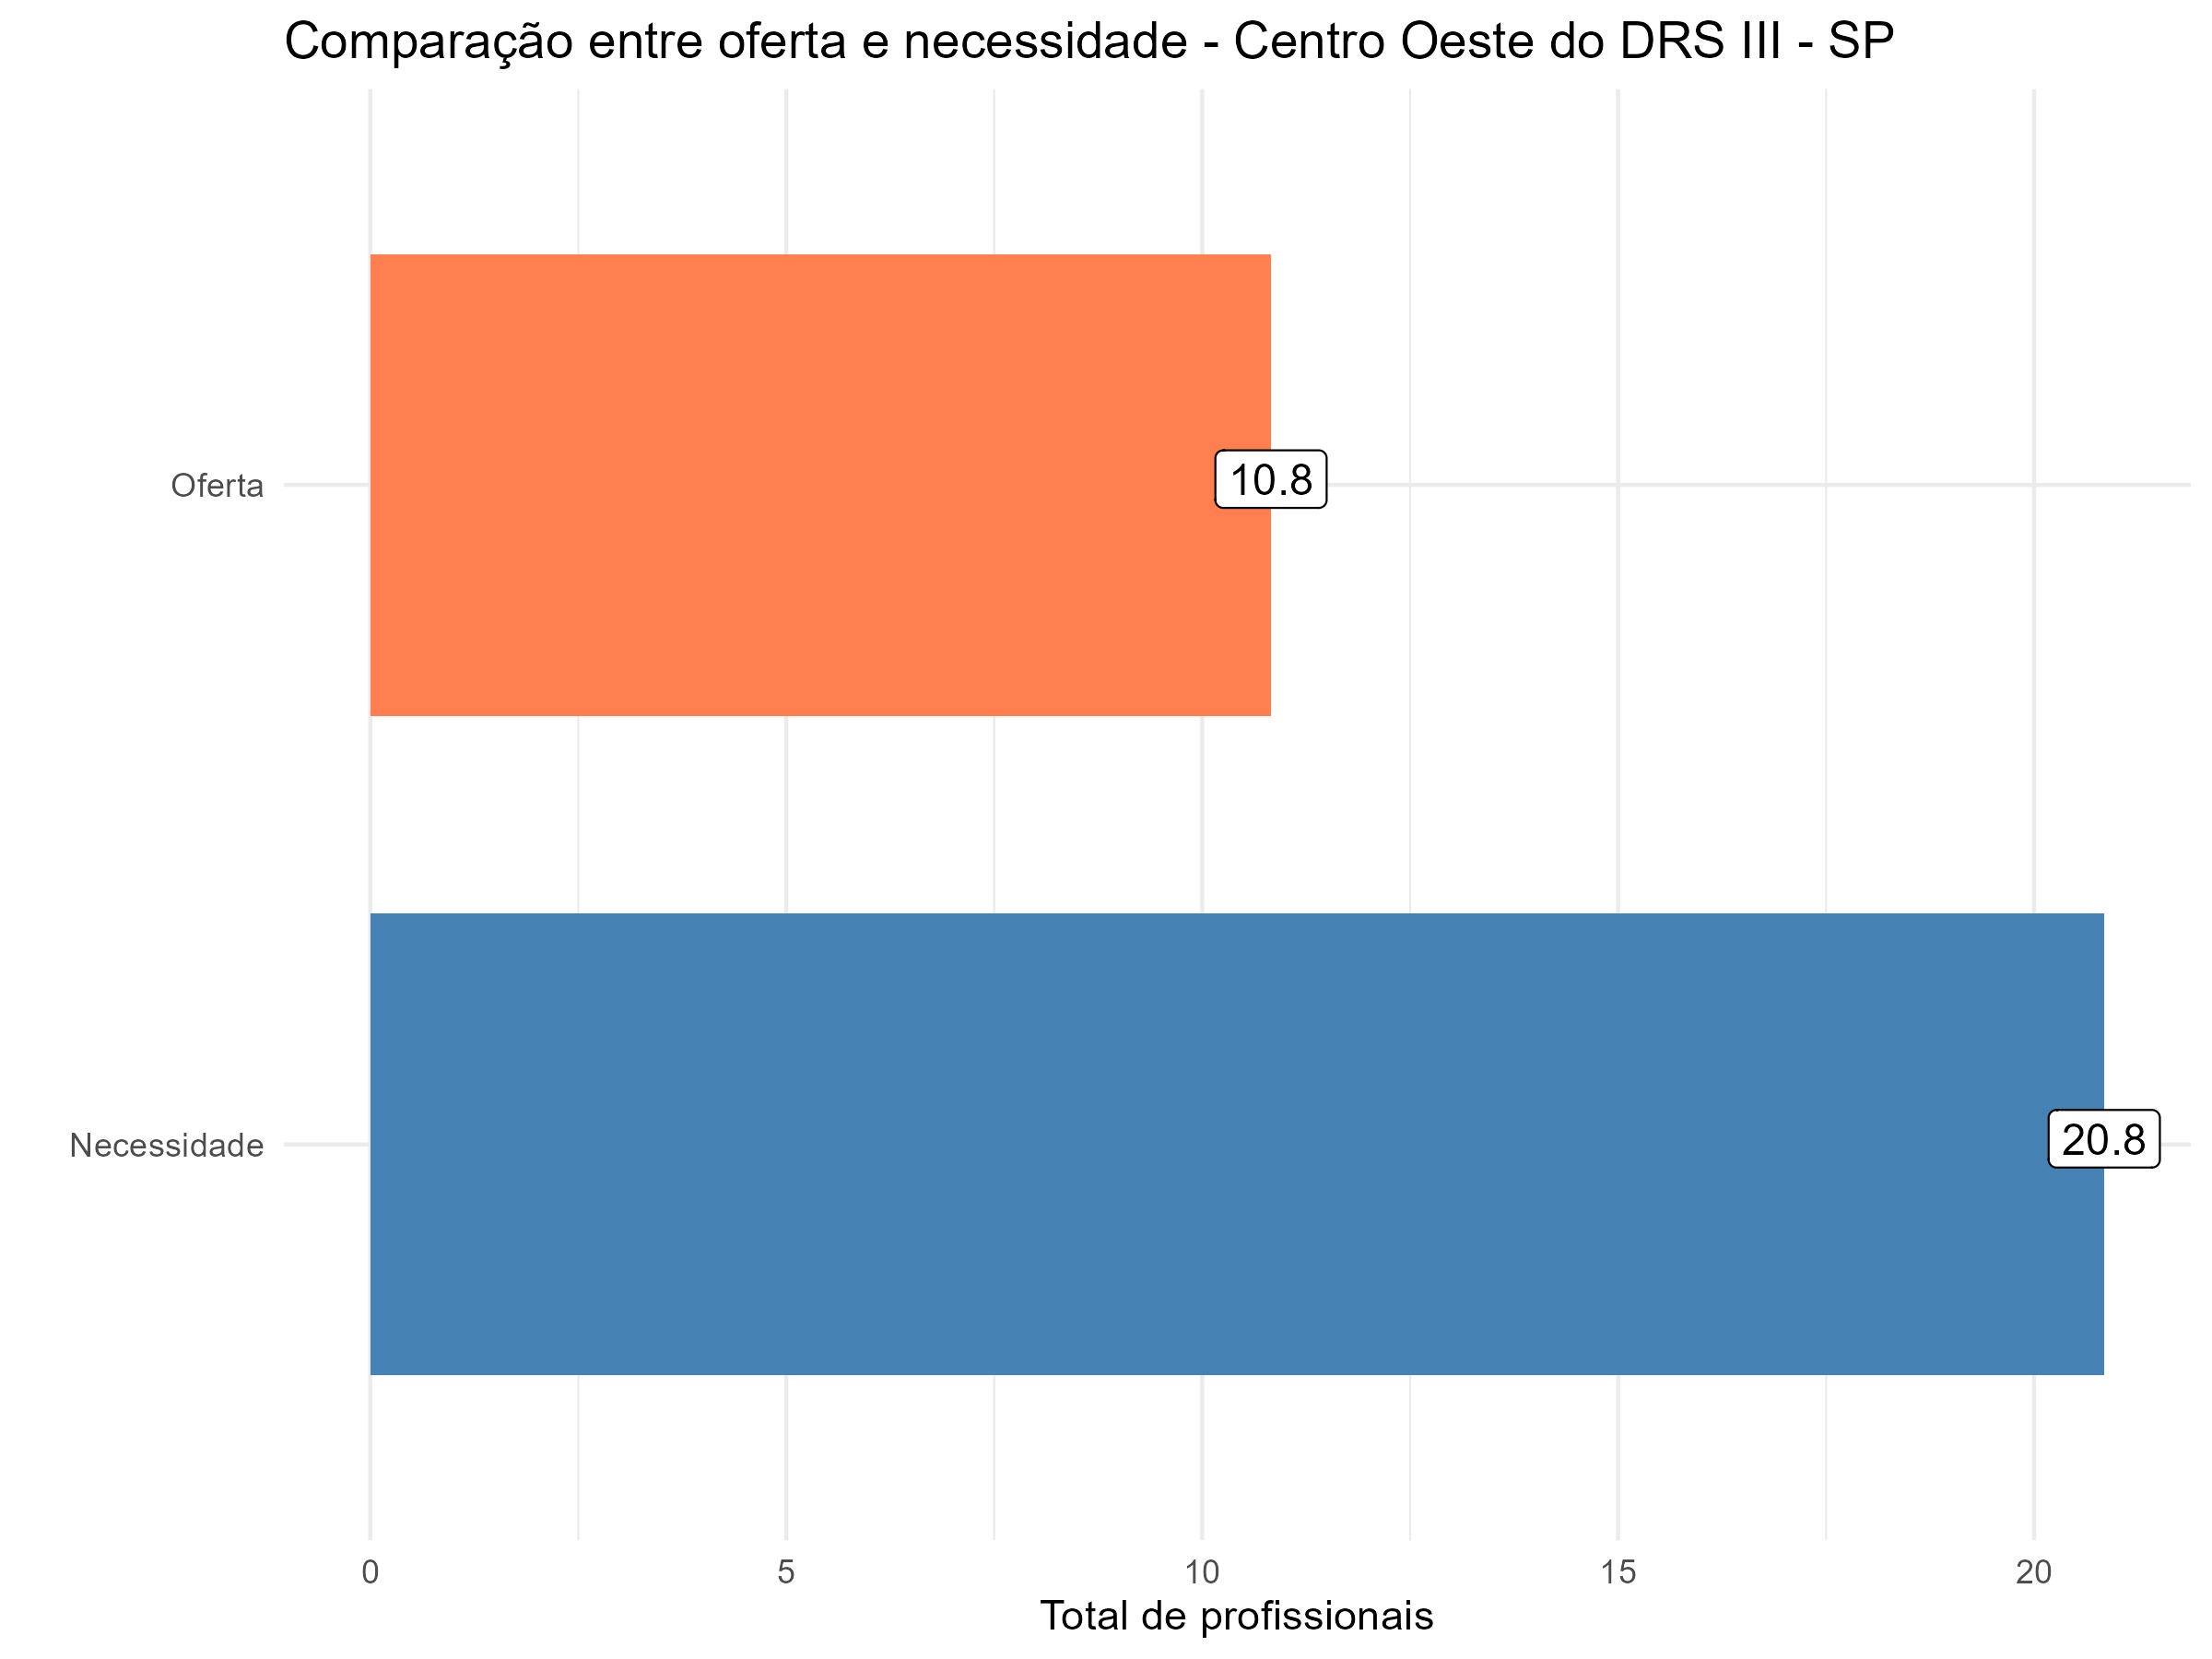 Comparação entre oferta e necessidade - Centro Oeste do DRS III - SP
Oferta
10.8
Necessidade
20.8
0 5 10 15 20
Total de profissionais